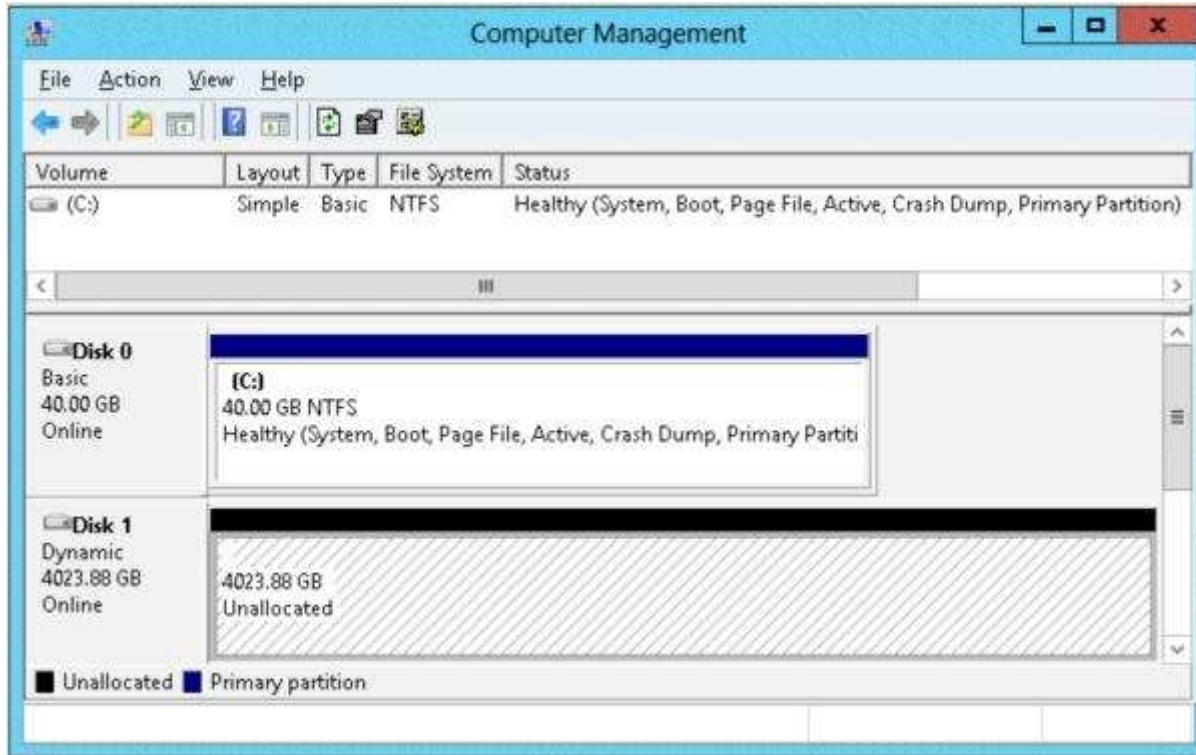 Computer Management
File Action View Help
Volume Layout Type File System Status
(C:) Simple Basic NTFS Healthy (System, Boot, Page File, Active, Crash Dump, Primary Partition)
Disk 0
Basic
40.00 GB
Online
(C:)
40.00 GB NTFS
Healthy (System, Boot, Page File, Active, Crash Dump, Primary Partiti
Disk 1
Dynamic
4023.88 GB
Online
4023.88 GB
Unallocated
Unallocated Primary partition